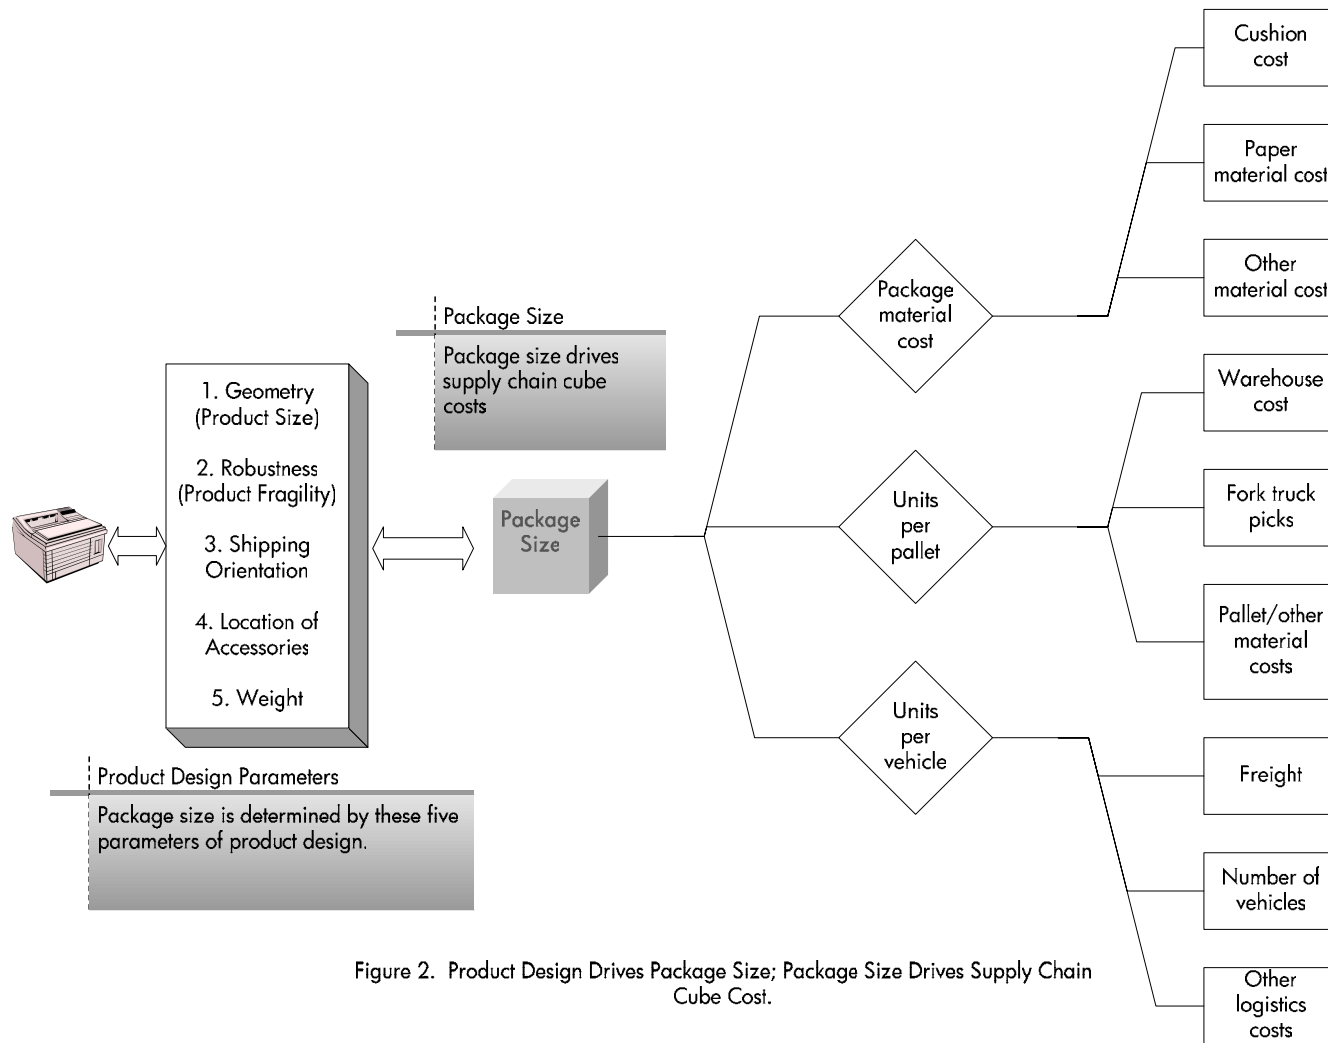 Cushion
cost
Paper
material cost
Other
material cost
Package
material
cost
Package Size
Package size drives
supply chain cube
costs
Warehouse
cost
1. Geometry
(Product Size)
2. Robustness
(Product Fragility)
3. Shipping
Orientation
4. Location of
Accessories
5. Weight
Package
Size
Units
per
pallet
Fork truck
picks
Pallet/other
material
costs
Units
per
vehicle
Product Design Parameters
Package size is determined by these five
parameters of product design.
Freight
Number of
vehicles
Other
logistics
costs
Figure 2.  Product Design Drives Package Size; Package Size Drives Supply Chain
Cube Cost.